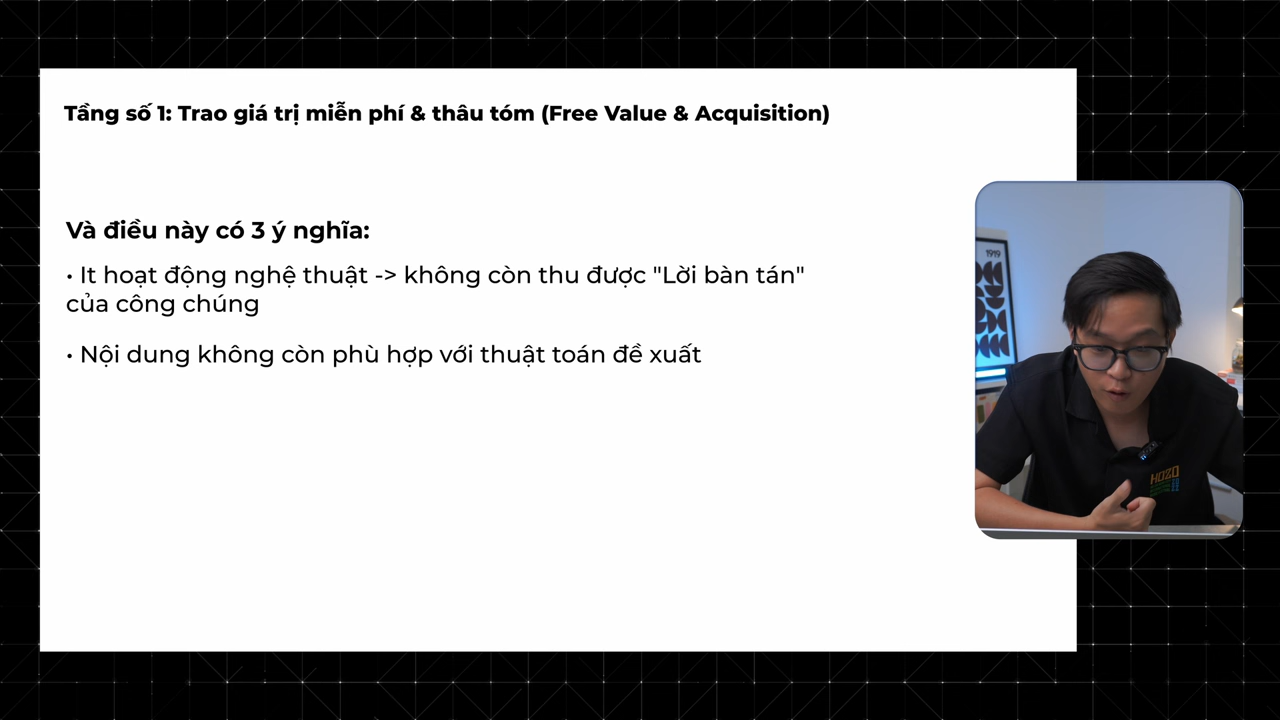 Tầng số 1: Trao giá trị miễn phí & thâu tóm (Free Value & Acquisition)
Và điều này có 3 ý nghĩa:
• It hoạt động nghệ thuật -> không còn thu được "Lời bàn tán"
của công chúng
• Nội dung không còn phù hợp với thuật toán đề xuất
1919
HOZO